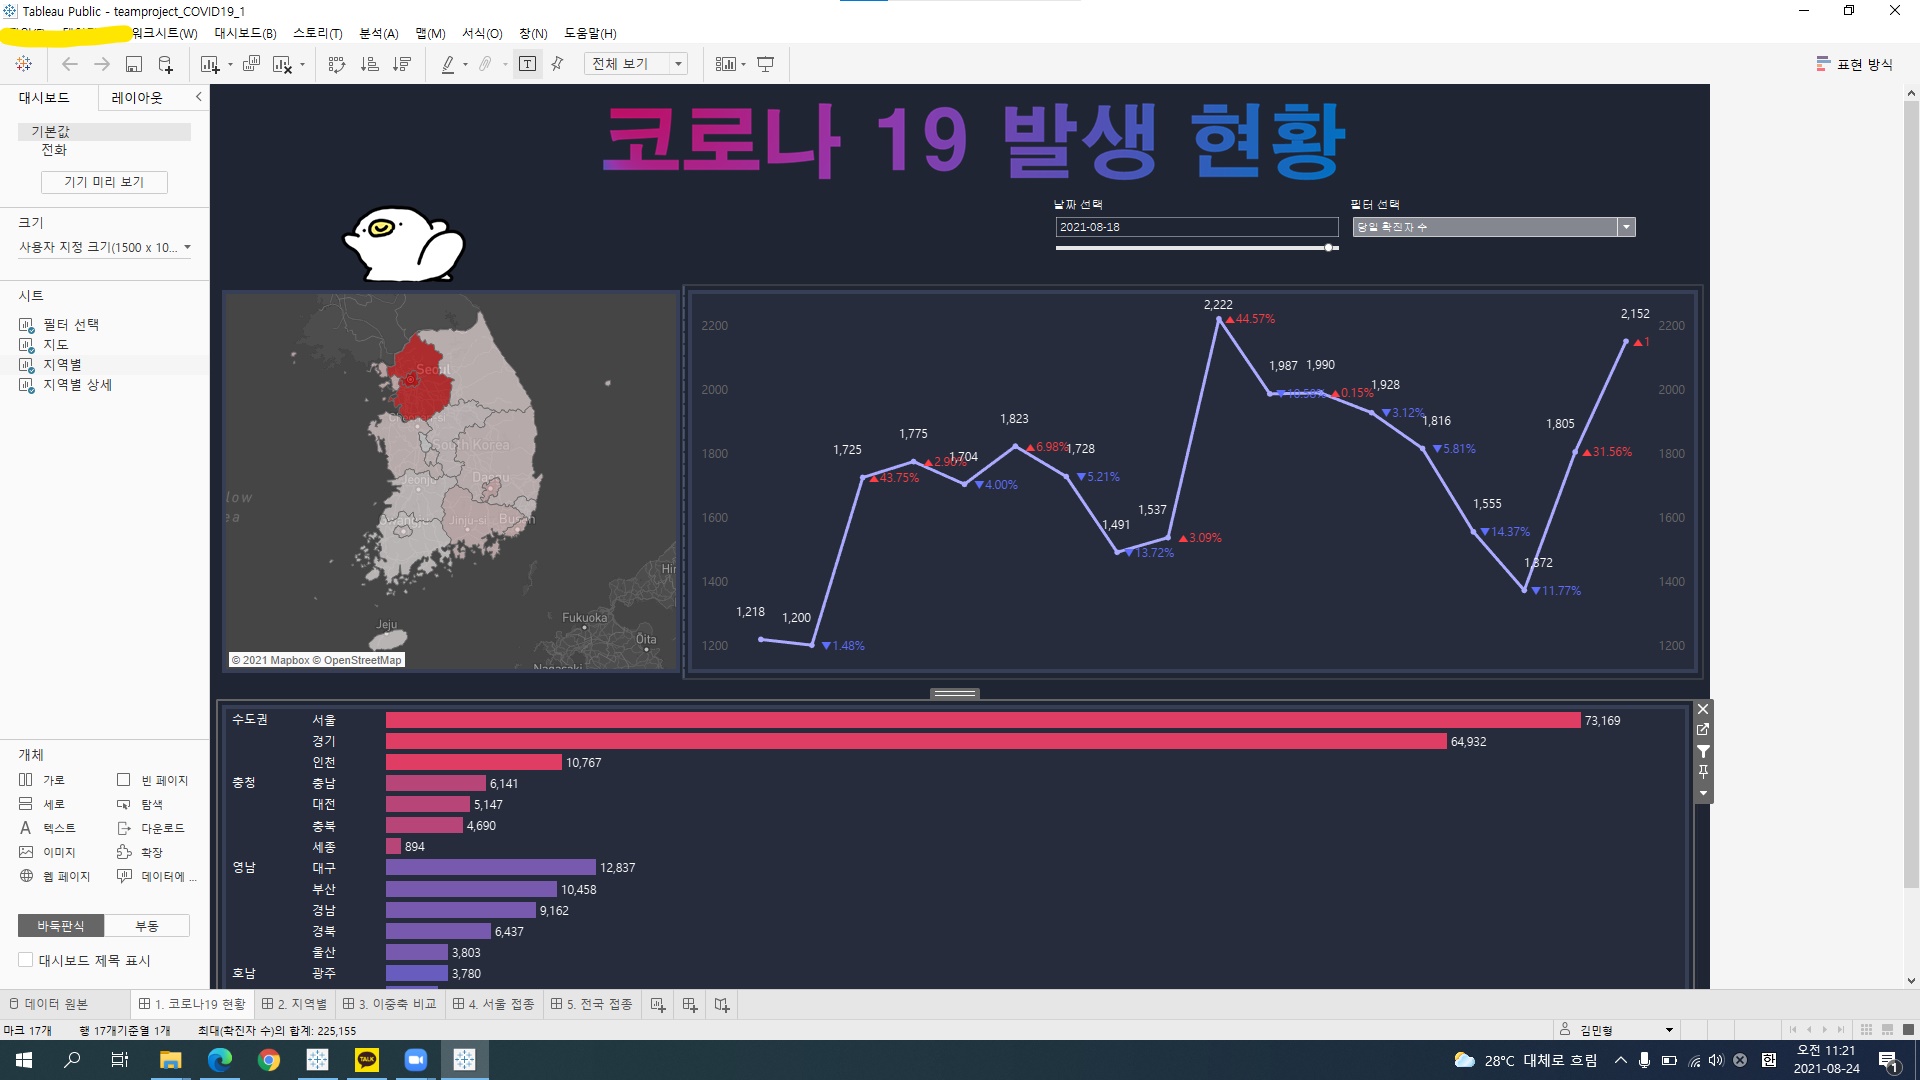 Tableau Public - teamproject_COVID19_1
워크시트(W) 대시보드(B) 스토리(T) 분석(A) 맵(M) 서식(O) 창(N) 도움말(H)
전체 보기
표현 방식
대시보드 레이아웃
기본값
전화
기기 미리 보기
크기
사용자 지정 크기(1500 x 10...
시트
필터 선택
지도
지역별
지역별 상세
개체
가로 빈 페이지
세로 탐색
텍스트 다운로드
이미지 확장
웹 페이지 데이터에 ...
바둑판식 부동
대시보드 제목 표시
코로나 19 발생 현황
날짜 선택
2021-08-18
필터 선택
당일 확진자 수
Seoul
South Korea
Daegu
Jeonju
Gwangju
Jinju-si
Busan
Jeju
Fukuoka
Ōita
Nagasaki
© 2021 Mapbox © OpenStreetMap
2200
2000
1800
1600
1400
1200
1,218
1,200
▼1.48%
1,725
▲43.75%
1,775
▲2.90%
1,704
▼4.00%
1,823
▲6.98%
1,728
▼5.21%
1,491
▼13.72%
1,537
▲3.09%
2,222
▲44.57%
1,987
▼10.58%
1,990
▲0.15%
1,928
▼3.12%
1,816
▼5.81%
1,555
▼14.37%
1,372
▼11.77%
1,805
▲31.56%
2,152
▲1
2200
2000
1800
1600
1400
1200
수도권 서울 73,169
경기 64,932
인천 10,767
충청 충남 6,141
대전 5,147
충북 4,690
세종 894
영남 대구 12,837
부산 10,458
경남 9,162
경북 6,437
울산 3,803
호남 광주 3,780
데이터 원본 1. 코로나19 현황 2. 지역별 3. 이중축 비교 4. 서울 접종 5. 전국 접종
마크 17개 행 17개기준열 1개 최대(확진자 수)의 합계: 225,155
김민형
TALK
28°C 대체로 흐림
한
오전 11:21
2021-08-24
1